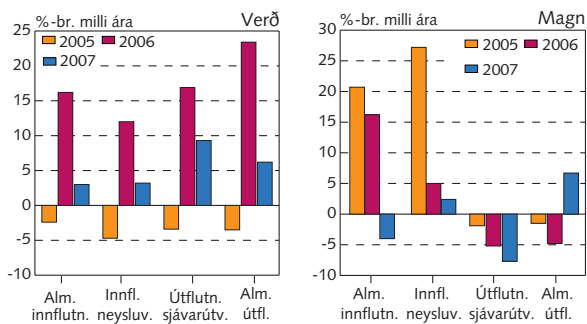 %-br. milli ára Verð
2005 2006
2007
25
20
15
10
5
0
-5
-10
Alm. innflutn.
Innfl. neysluv.
Útflutn. sjávarútv.
Alm. útfl.
%-br. milli ára Magn
2005 2006
2007
30
25
20
15
10
5
0
-5
-10
Alm. innflutn.
Innfl. neysluv.
Útflutn. sjávarútv.
Alm. útfl.